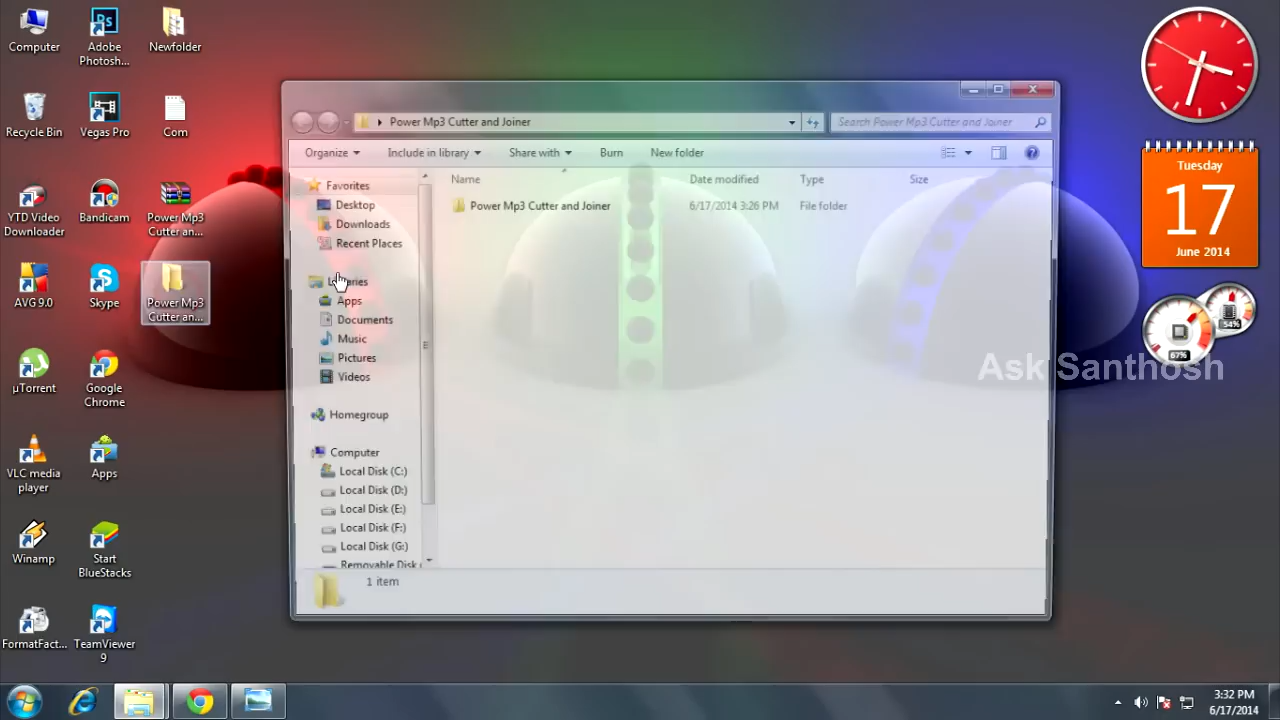 Computer
Adobe
Photosh...
Newfolder
Recycle Bin
Vegas Pro
Com
YTD Video
Downloader
Bandicam
Power Mp3
Cutter an...
AVG 9.0
Skype
Power Mp3
Cutter an...
µTorrent
Google
Chrome
VLC media
player
Apps
Winamp
Start
BlueStacks
FormatFact...
TeamViewer
9
Power Mp3 Cutter and Joiner
Search Power Mp3 Cutter and Joiner
Organize
Include in library
Share with
Burn
New folder
Favorites
Desktop
Downloads
Recent Places
Libraries
Apps
Documents
Music
Pictures
Videos
Homegroup
Computer
Local Disk (C:)
Local Disk (D:)
Local Disk (E:)
Local Disk (F:)
Local Disk (G:)
Removable Disk
Name
Date modified
Type
Size
Power Mp3 Cutter and Joiner
6/17/2014 3:26 PM
File folder
1 item
Tuesday
17
June 2014
54%
67%
Ask Santhosh
3:32 PM
6/17/2014